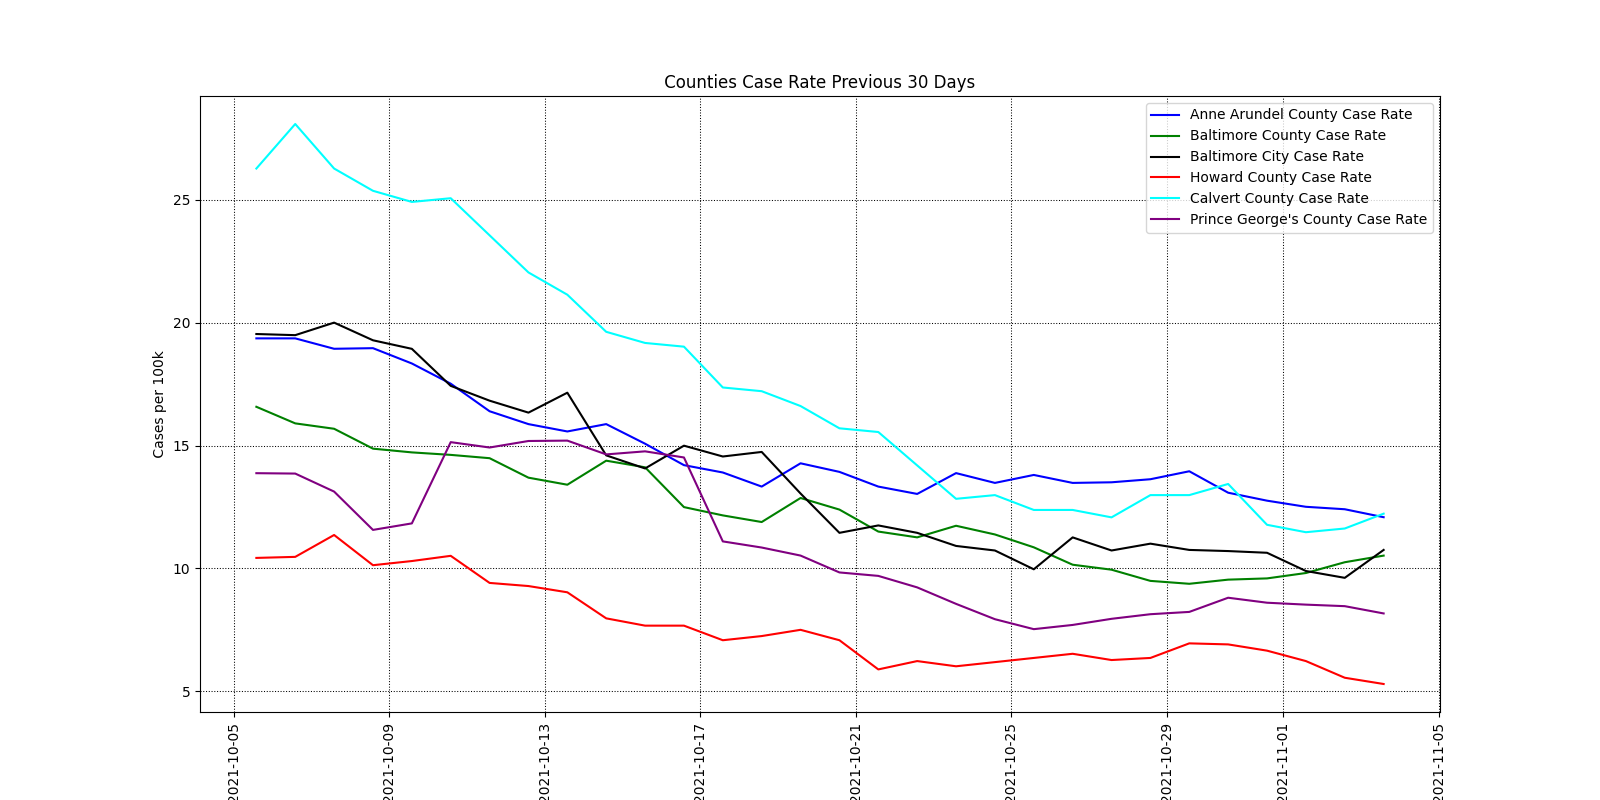 Counties Case Rate Previous 30 Days
Anne Arundel County Case Rate
Baltimore County Case Rate
Baltimore City Case Rate
Howard County Case Rate
Calvert County Case Rate
Prince George's County Case Rate
Cases per 100k
25
20
15
10
5
2021-10-05
2021-10-09
2021-10-13
2021-10-17
2021-10-21
2021-10-25
2021-10-29
2021-11-01
2021-11-05